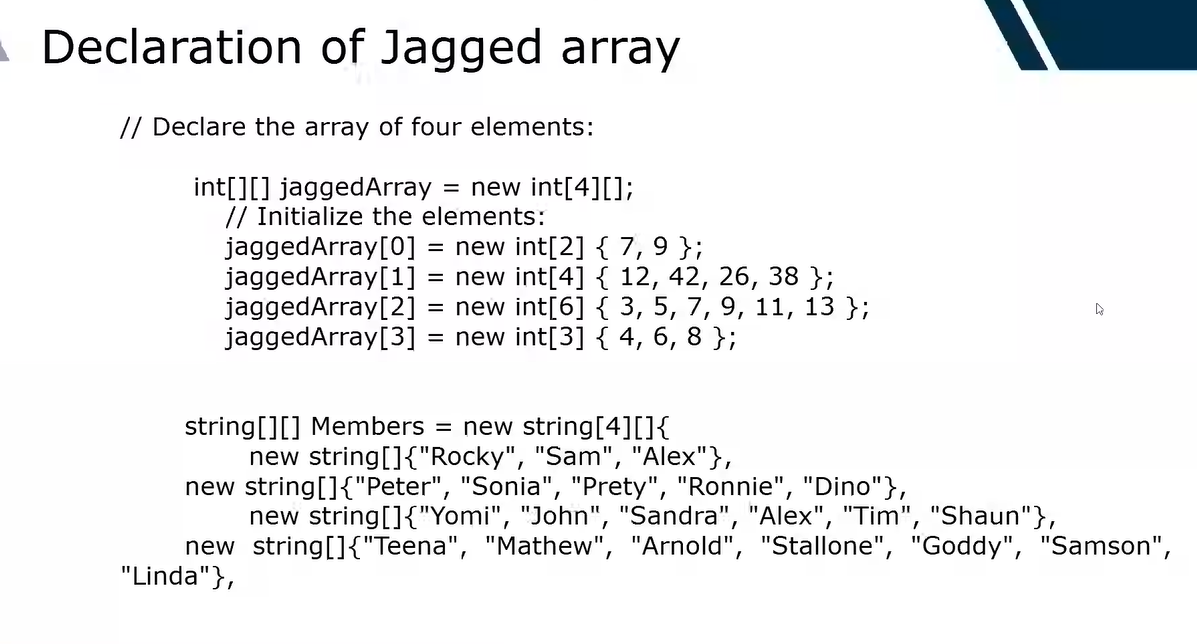 Declaration of Jagged array
// Declare the array of four elements:
int[][] jaggedArray = new int[4][];
// Initialize the elements:
jaggedArray[0] = new int[2] { 7, 9 };
jaggedArray[1] = new int[4] { 12, 42, 26, 38 };
jaggedArray[2] = new int[6] { 3, 5, 7, 9, 11, 13 };
jaggedArray[3] = new int[3] { 4, 6, 8 };
string[][] Members = new string[4][]{
new string[]{"Rocky", "Sam", "Alex"},
new string[]{"Peter", "Sonia", "Prety", "Ronnie", "Dino"},
new string[]{"Yomi", "John", "Sandra", "Alex", "Tim", "Shaun"},
new string[]{"Teena", "Mathew", "Arnold", "Stallone", "Goddy", "Samson",
"Linda"},